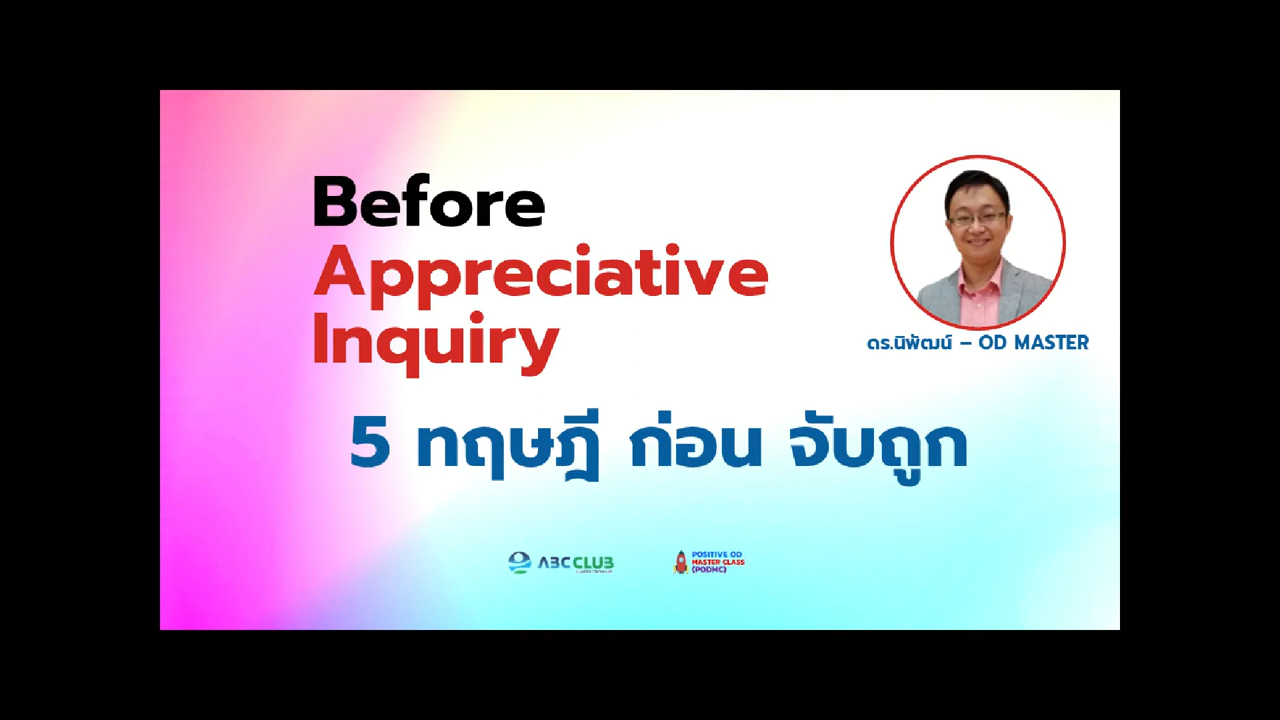 Before
Appreciative
Inquiry
ดร.นิพัฒน์ – OD MASTER
5 ทฤษฎี ก่อน จับถูก
ABC CLUB
POSITIVE OD
MASTER CLASS
(PODMC)